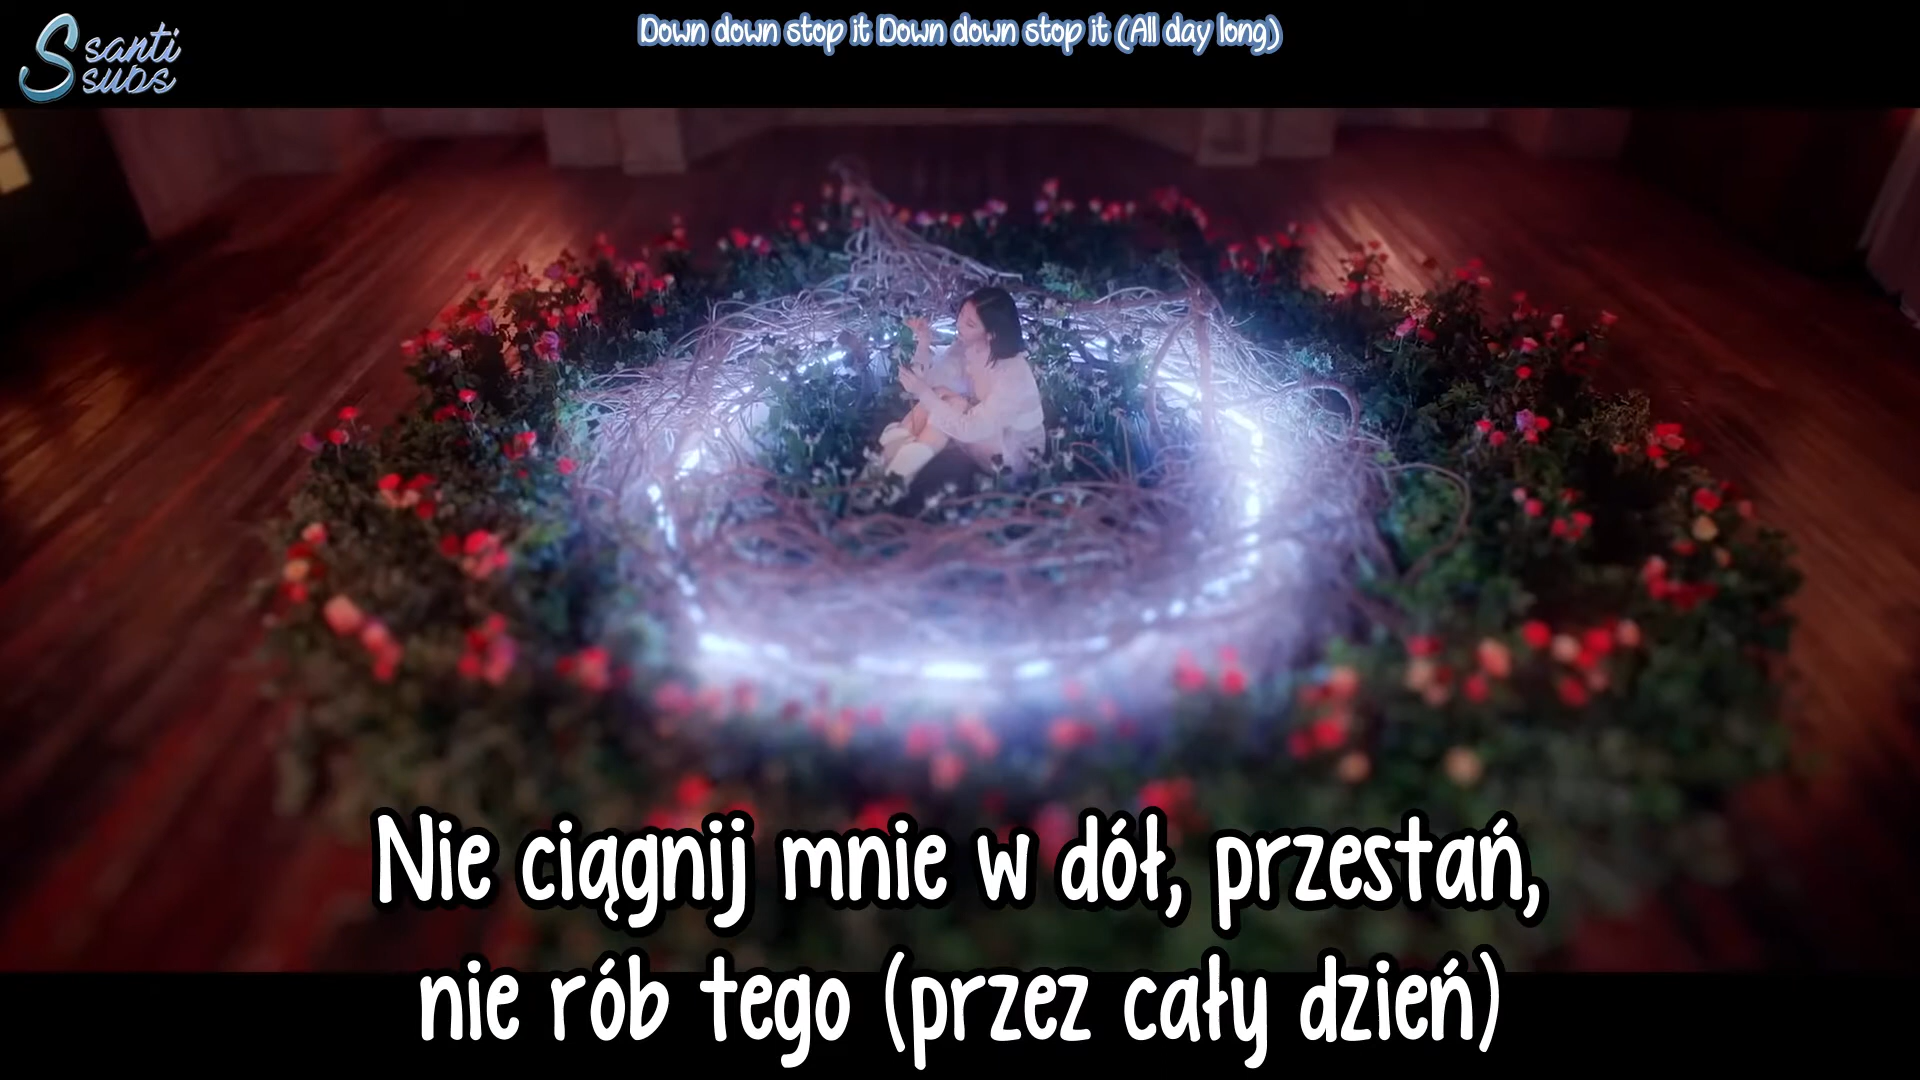 Ssanti
subs
Down down stop it Down down stop it (All day long)
Nie ciągnij mnie w dół, przestań,
nie rób tego (przez cały dzień)